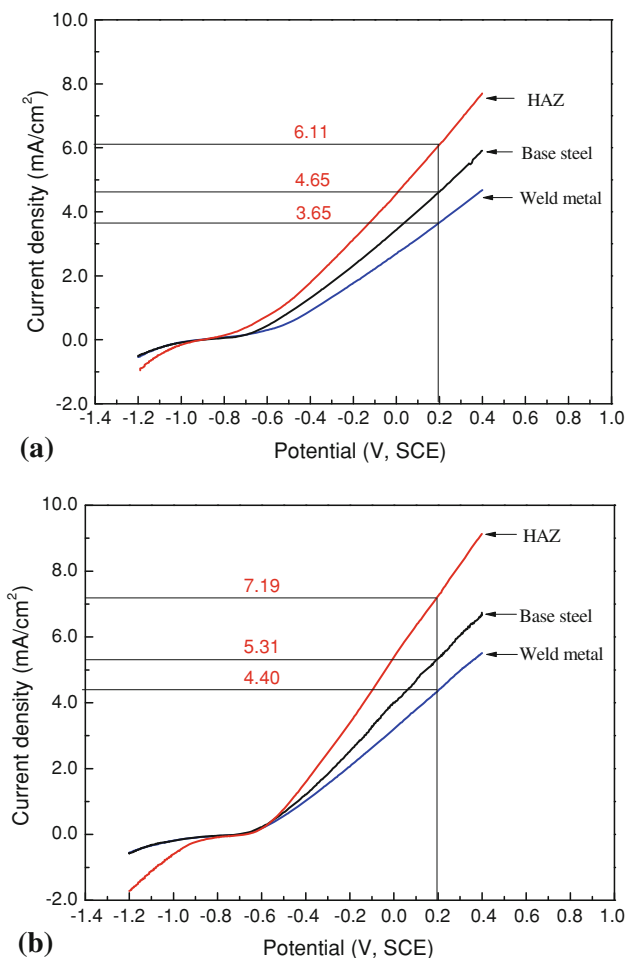 10.0
8.0
6.0
4.0
2.0
0.0
-2.0
Current density (mA/cm²)
HAZ
6.11
Base steel
4.65
Weld metal
3.65
-1.4 -1.2 -1.0 -0.8 -0.6 -0.4 -0.2 0.0 0.2 0.4 0.6 0.8 1.0
(a)
Potential (V, SCE)
10.0
8.0
6.0
4.0
2.0
0.0
-2.0
Current density (mA/cm²)
HAZ
7.19
Base steel
5.31
Weld metal
4.40
-1.4 -1.2 -1.0 -0.8 -0.6 -0.4 -0.2 0.0 0.2 0.4 0.6 0.8 1.0
(b)
Potential (V, SCE)